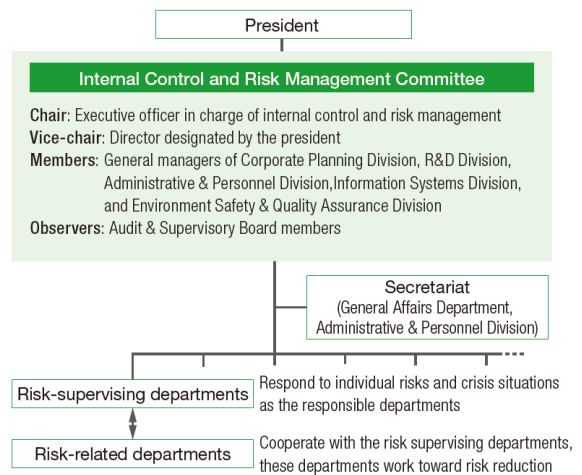 President
Internal Control and Risk Management Committee
Chair: Executive officer in charge of internal control and risk management
Vice-chair: Director designated by the president
Members: General managers of Corporate Planning Division, R&D Division,
Administrative & Personnel Division,Information Systems Division,
and Environment Safety & Quality Assurance Division
Observers: Audit & Supervisory Board members
Secretariat
(General Affairs Department,
Administrative & Personnel Division)
Risk-supervising departments
Respond to individual risks and crisis situations
as the responsible departments
Risk-related departments
Cooperate with the risk supervising departments,
these departments work toward risk reduction